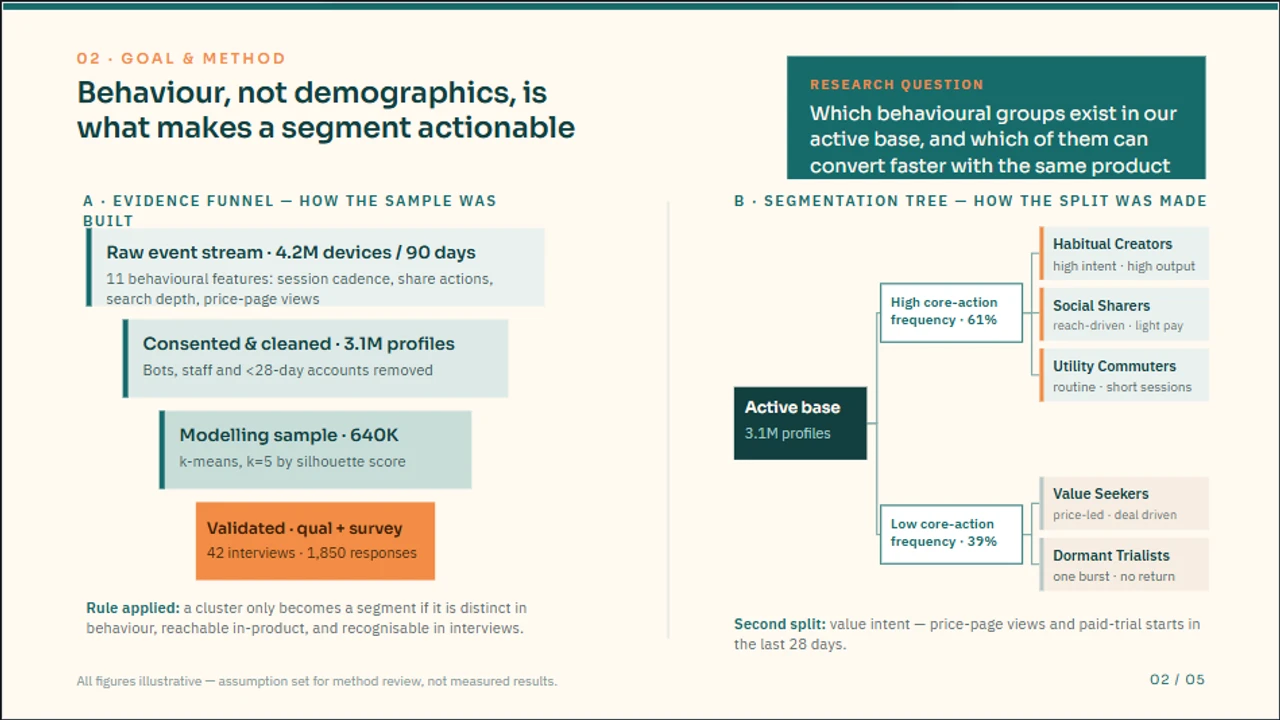 02 · GOAL & METHOD
Behaviour, not demographics, is
what makes a segment actionable
RESEARCH QUESTION
Which behavioural groups exist in our
active base, and which of them can
convert faster with the same product
A · EVIDENCE FUNNEL — HOW THE SAMPLE WAS
BUILT
Raw event stream · 4.2M devices / 90 days
11 behavioural features: session cadence, share actions,
search depth, price-page views
Consented & cleaned · 3.1M profiles
Bots, staff and <28-day accounts removed
Modelling sample · 640K
k-means, k=5 by silhouette score
Validated · qual + survey
42 interviews · 1,850 responses
Rule applied: a cluster only becomes a segment if it is distinct in
behaviour, reachable in-product, and recognisable in interviews.
B · SEGMENTATION TREE — HOW THE SPLIT WAS MADE
Active base
3.1M profiles
High core-action
frequency · 61%
Habitual Creators
high intent · high output
Social Sharers
reach-driven · light pay
Utility Commuters
routine · short sessions
Low core-action
frequency · 39%
Value Seekers
price-led · deal driven
Dormant Trialists
one burst · no return
Second split: value intent — price-page views and paid-trial starts in
the last 28 days.
All figures illustrative — assumption set for method review, not measured results.
02 / 05